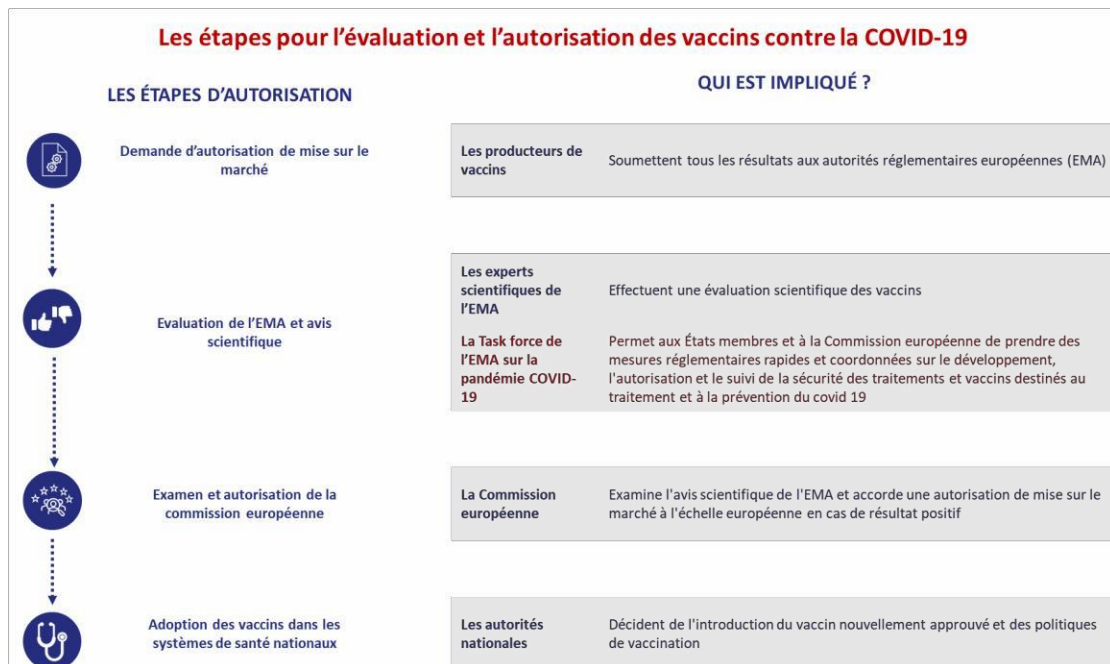 Les étapes pour l’évaluation et l’autorisation des vaccins contre la COVID-19
LES ÉTAPES D’AUTORISATION
QUI EST IMPLIQUÉ ?
Demande d’autorisation de mise sur le
marché
Les producteurs de
vaccins
Soumettent tous les résultats aux autorités réglementaires européennes (EMA)
Evaluation de l’EMA et avis
scientifique
Les experts
scientifiques de
l’EMA
Effectuent une évaluation scientifique des vaccins
La Task force de
l’EMA sur la
pandémie COVID-
19
Permet aux États membres et à la Commission européenne de prendre des
mesures réglementaires rapides et coordonnées sur le développement,
l'autorisation et le suivi de la sécurité des traitements et vaccins destinés au
traitement et à la prévention du covid 19
Examen et autorisation de la
commission européenne
La Commission
européenne
Examine l'avis scientifique de l'EMA et accorde une autorisation de mise sur le
marché à l'échelle européenne en cas de résultat positif
Adoption des vaccins dans les
systèmes de santé nationaux
Les autorités
nationales
Décident de l'introduction du vaccin nouvellement approuvé et des politiques
de vaccination